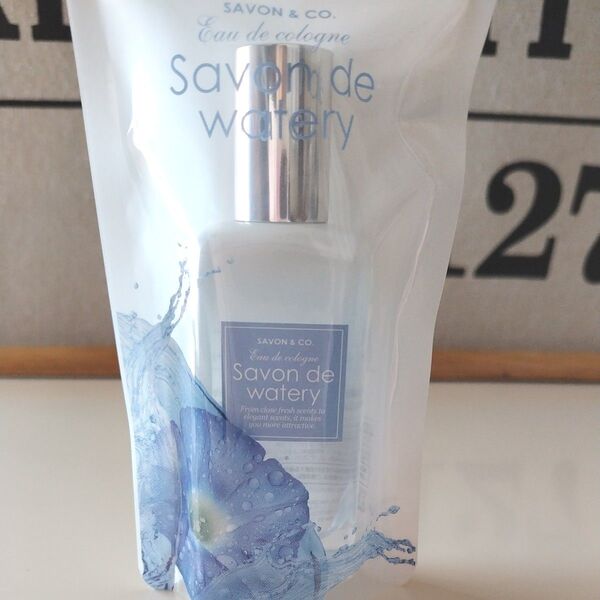 SAVON & CO.
Eau de cologne
Savon de
watery
27
SAVON & CO.
Eau de cologne
Savon de
watery
From close fresh scents to
elegant scents, it makes
you more attractive.